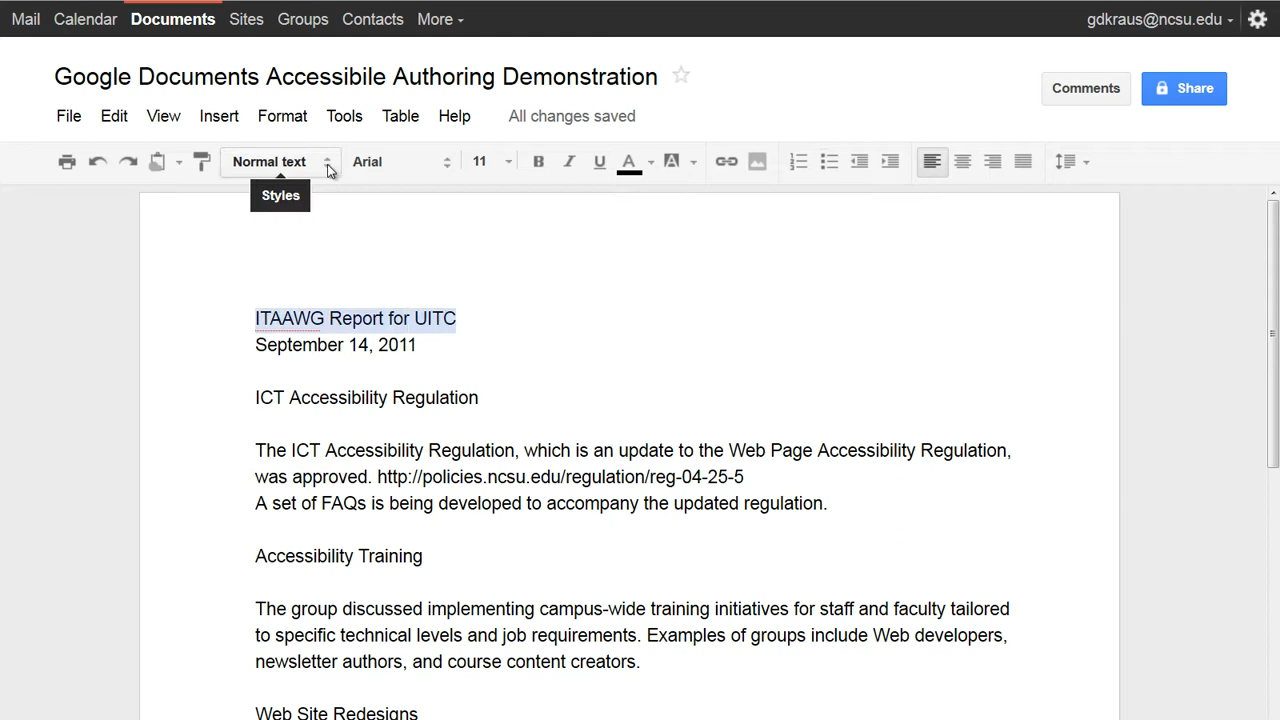 Mail Calendar Documents Sites Groups Contacts More gdkraus@ncsu.edu
Google Documents Accessibile Authoring Demonstration
Comments Share
File Edit View Insert Format Tools Table Help All changes saved
Normal text Arial 11 B I U A A
Styles
ITAAWG Report for UITC
September 14, 2011
ICT Accessibility Regulation
The ICT Accessibility Regulation, which is an update to the Web Page Accessibility Regulation,
was approved. http://policies.ncsu.edu/regulation/reg-04-25-5
A set of FAQs is being developed to accompany the updated regulation.
Accessibility Training
The group discussed implementing campus-wide training initiatives for staff and faculty tailored
to specific technical levels and job requirements. Examples of groups include Web developers,
newsletter authors, and course content creators.
Web Site Redesigns